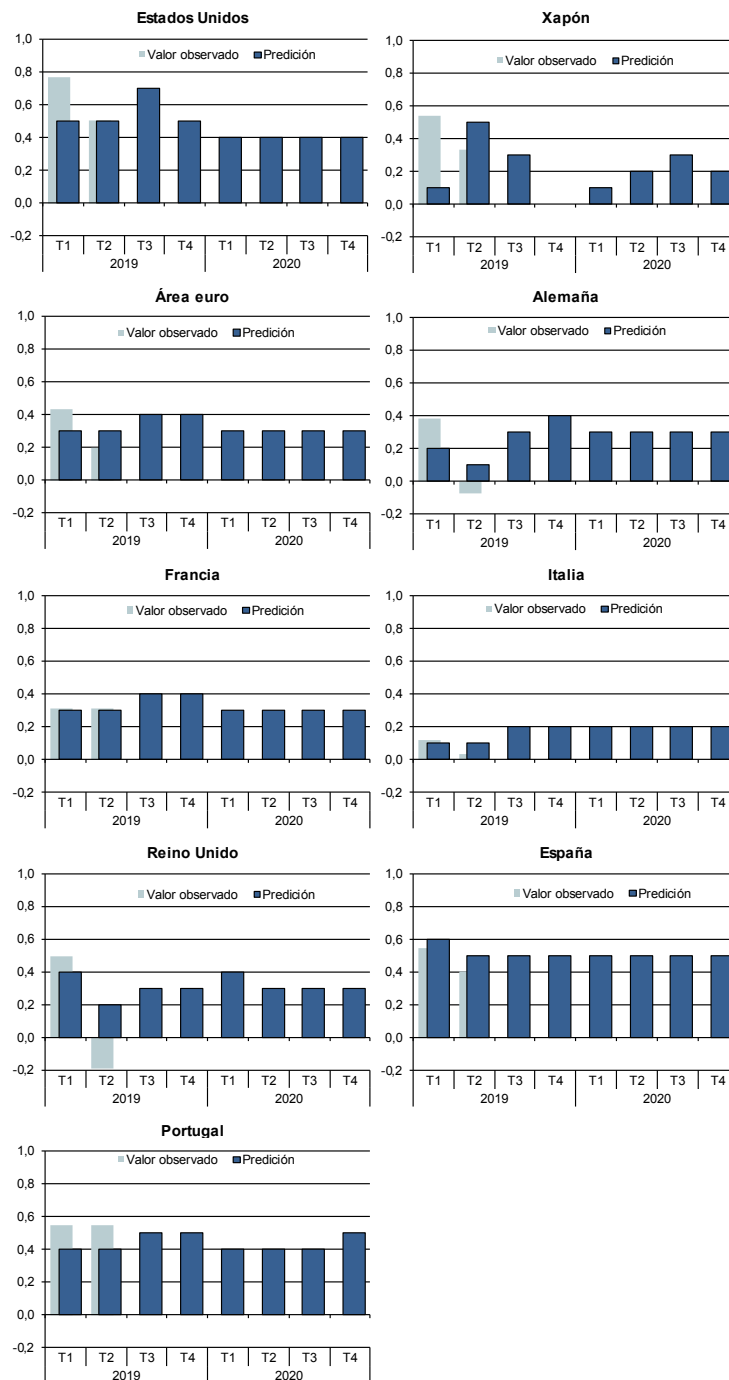 Estados Unidos
Valor observado Predición
1,0
0,8
0,6
0,4
0,2
0,0
-0,2
T1 T2 T3 T4 T1 T2 T3 T4
2019 2020
Xapón
Valor observado Predición
1,0
0,8
0,6
0,4
0,2
0,0
-0,2
T1 T2 T3 T4 T1 T2 T3 T4
2019 2020
Área euro
Valor observado Predición
1,0
0,8
0,6
0,4
0,2
0,0
-0,2
T1 T2 T3 T4 T1 T2 T3 T4
2019 2020
Alemaña
Valor observado Predición
1,0
0,8
0,6
0,4
0,2
0,0
-0,2
T1 T2 T3 T4 T1 T2 T3 T4
2019 2020
Francia
Valor observado Predición
1,0
0,8
0,6
0,4
0,2
0,0
-0,2
T1 T2 T3 T4 T1 T2 T3 T4
2019 2020
Italia
Valor observado Predición
1,0
0,8
0,6
0,4
0,2
0,0
-0,2
T1 T2 T3 T4 T1 T2 T3 T4
2019 2020
Reino Unido
Valor observado Predición
1,0
0,8
0,6
0,4
0,2
0,0
-0,2
T1 T2 T3 T4 T1 T2 T3 T4
2019 2020
España
Valor observado Predición
1,0
0,8
0,6
0,4
0,2
0,0
-0,2
T1 T2 T3 T4 T1 T2 T3 T4
2019 2020
Portugal
Valor observado Predición
1,0
0,8
0,6
0,4
0,2
0,0
-0,2
T1 T2 T3 T4 T1 T2 T3 T4
2019 2020